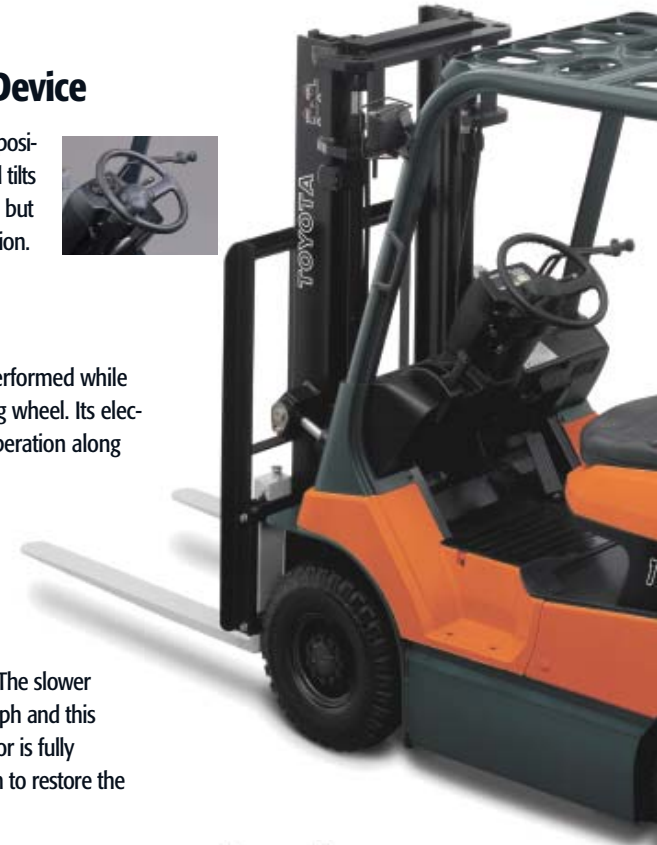 Device
posi-
tilts
but
tion.
TOYOTA
erformed while
g wheel. Its elec-
peration along
The slower
ph and this
or is fully
n to restore the